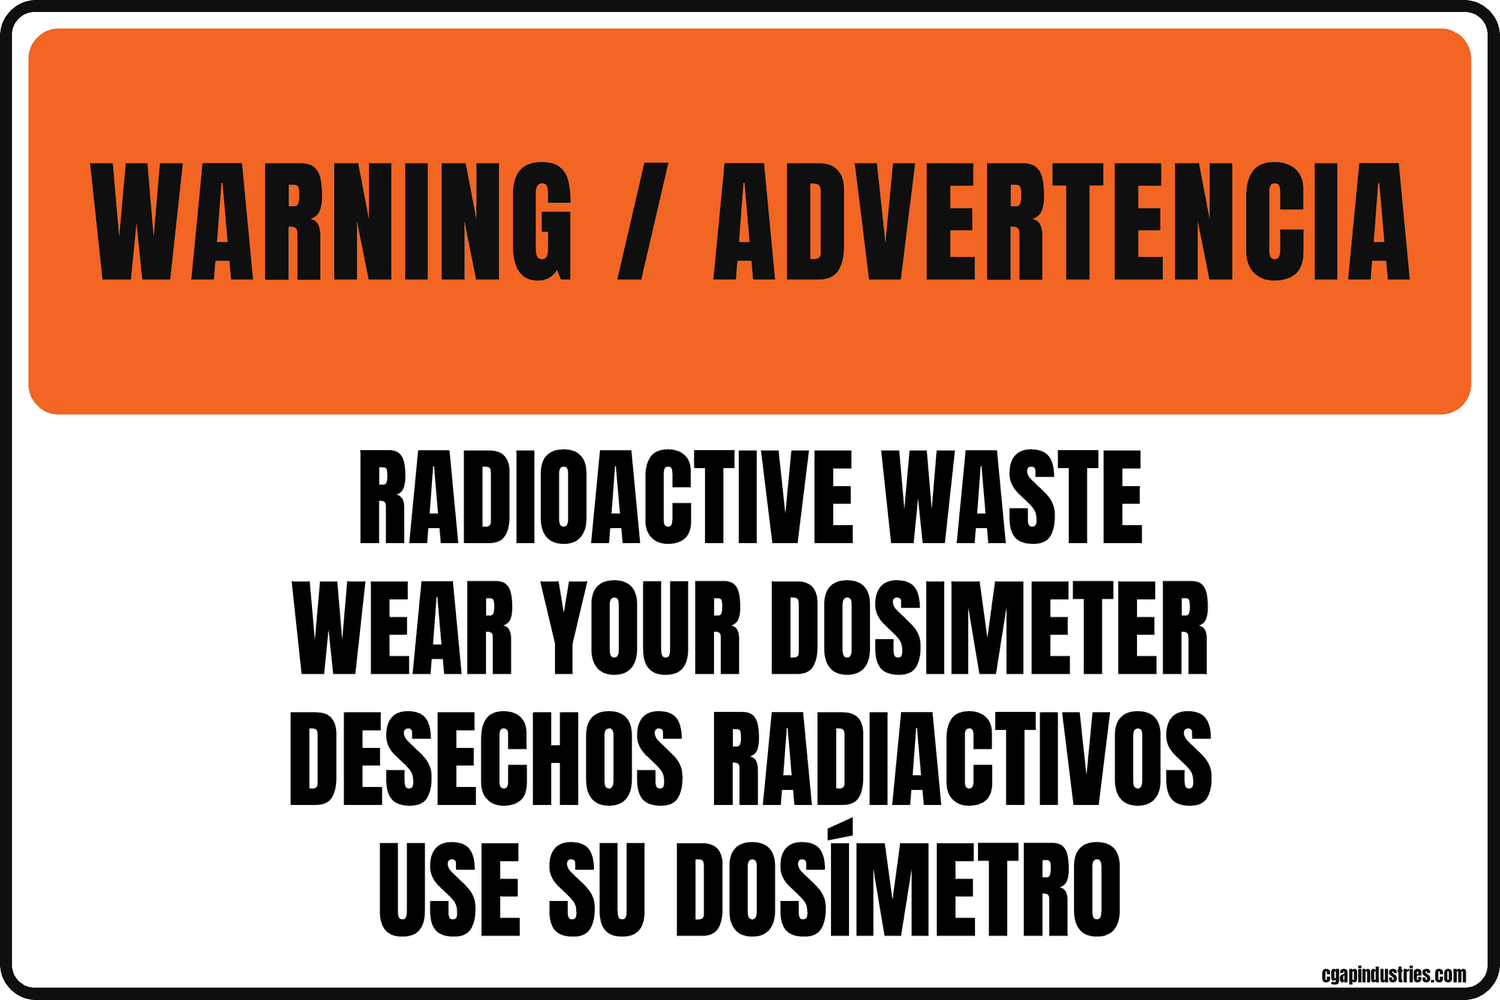 WARNING / ADVERTENCIA
RADIOACTIVE WASTE
WEAR YOUR DOSIMETER
DESECHOS RADIACTIVOS
USE SU DOSÍMETRO
cgapindustries.com